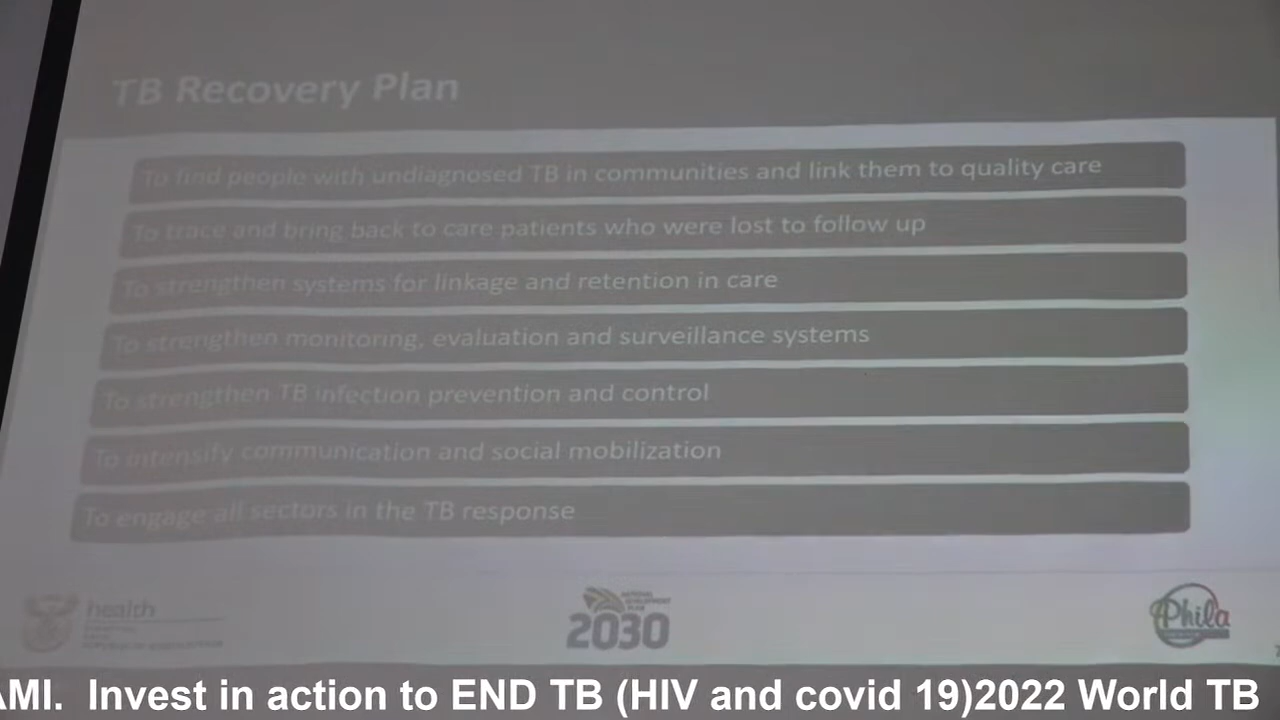 TB Recovery Plan
To find people with undiagnosed TB in communities and link them to quality care
To trace and bring back to care patients who were lost to follow up
To strengthen systems for linkage and retention in care
To strengthen monitoring, evaluation and surveillance systems
To strengthen TB infection prevention and control
To intensify communication and social mobilization
To engage all sectors in the TB response
health
NATIONAL DEVELOPMENT PLAN
2030
Phila
AMI. Invest in action to END TB (HIV and covid 19)2022 World TB